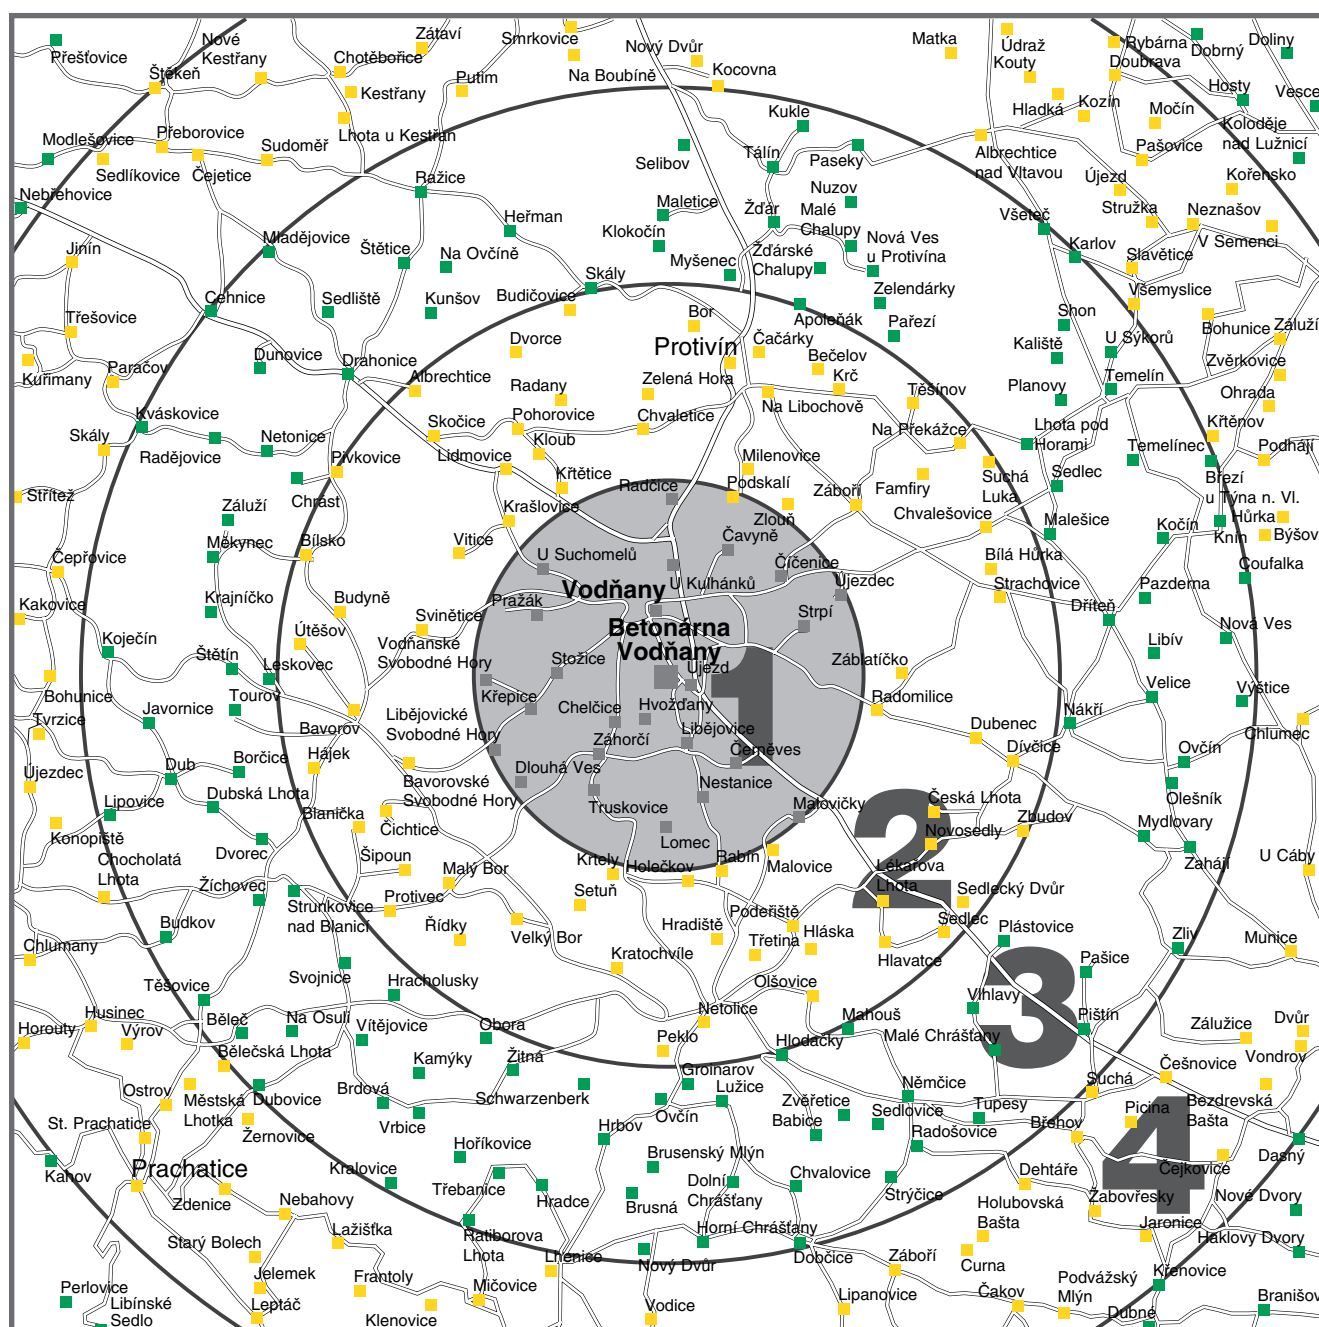 Přešťovice
Nové
Kestřany
Štěkeň
Chotěbořice
Zátaví
Kestřany
Putim
Smrkovice
Na Boubíně
Nový Dvůr
Kocovna
Matka
Údraž
Kouty
Rybárna
Doubrava
Dobrný
Doliny
Hosty
Vesce
Hladká
Kozín
Močín
Koloděje
nad Lužnicí
Modlešovice
Přeborovice
Sudoměř
Lhota u Kestřan
Sedlíkovice
Čejetice
Ražice
Selibov
Kukle
Tálín
Paseky
Albrechtice
nad Vltavou
Pašovice
Újezd
Kořensko
Nebřehovice
Jinín
Mladějovice
Štětice
Heřman
Na Ovčíně
Maletice
Klokočín
Nuzov
Žďár
Malé
Chalupy
Žďárské
Chalupy
Myšenec
Nová Ves
u Protivína
Všeteč
Stružka
Neznašov
Karlov
Slavětice
V Semenci
Cehnice
Sedliště
Kunšov
Budičovice
Skály
Zelendárky
Apoleňák
Pařezí
Všemyslice
Shon
Bohunice
Záluží
Třešovice
Kuřimany
Paračov
Dunovice
Drahonice
Dvorce
Bor
Protivín
Čačárky
Bečelov
Krč
Kaliště
U Sýkorů
Zvěrkovice
Albrechtice
Radany
Zelená Hora
Na Libochově
Těšínov
Planovy
Temelín
Ohrada
Kváskovice
Skály
Radějovice
Netonice
Skočice
Pohorovice
Kloub
Chvaletice
Na Překážce
Lhota pod
Horami
Temelínec
Křtěnov
Podhájí
Střítež
Pivkovice
Chrást
Lidmovice
Křtětice
Radčice
Milenovice
Podskalí
Záboří
Famfiry
Suchá
Luka
Sedlec
Březí
u Týna n. Vl.
Hůrka
Záluží
Krašlovice
Zlouň
Chvalešovice
Malešice
Kočín
Knín
Býšov
Čepřovice
Měkynec
Bílsko
Vitice
U Suchomelů
Čavyně
U Kulhánků
Číčenice
Újezdec
Bílá Hůrka
Strachovice
Coufalka
Kakovice
Krajníčko
Budyně
Svinětice
Pražák
Vodňany
Strpí
Pazderna
Dříteň
Betonárna
Vodňany
Koječín
Štětín
Útěšov
Leskovec
Vodňanské
Svobodné Hory
Stožice
Újezd
1
Záblatíčko
Libív
Nová Ves
Bohunice
Tvrzice
Tourov
Javornice
Bavorov
Křepice
Chelčice
Hvožďany
Radomilice
Velice
Výštice
Libějovické
Svobodné Hory
Libějovice
Dubenec
Nákří
Chlumec
Záhorčí
Černěves
Újezdec
Dub
Borčice
Hájek
Dlouhá Ves
Bavorovské
Svobodné Hory
Nestanice
Dívčice
Ovčín
Olešník
Lipovice
Dubská Lhota
Blanička
Čichtice
Truskovice
Malovičky
2
Česká Lhota
Zbudov
Mydlovary
Konopiště
Dvorec
Šipoun
Lomec
Novosedly
Zahájí
U Cáby
Chocholatá
Lhota
Žíchovec
Malý Bor
Krtely
Holečkov
Rabín
Malovice
Lékařova
Lhota
Sedlecký Dvůr
Protivec
Setuň
Strunkovice
nad Blanicí
Budkov
Řídky
Velký Bor
Hradiště
Podeřiště
Hláska
Třetina
Sedlec
Hlavatce
Plástovice
Zliv
Munice
Chlumany
Svojnice
Kratochvíle
3
Pašice
Těšovice
Hracholusky
Olšovice
Vlhlavy
Husinec
Horouty
Výrov
Běleč
Na Osulí
Vítějovice
Obora
Netolice
Peklo
Mahouš
Malé Chrášťany
Pištín
Zálužice
Dvůr
Bělečská Lhota
Kamýky
Žitná
Hlodačky
Češnovice
Vondrov
Ostrov
Městská
Lhotka
Dubovice
Brdová
Schwarzenberk
Groinarov
Lužice
Němčice
Suchá
Bezdrevská
Bašta
St. Prachatice
Žernovice
Vrbice
Ovčín
Zvěřetice
Babice
Sedlovice
Tupesy
Picina
4
Hrbov
Radošovice
Břehov
Kahov
Prachatice
Kralovice
Hoříkovice
Třebanice
Brusenský Mlýn
Dolní
Chrášťany
Chvalovice
Dehtáře
Čejkovice
Dasný
Zdenice
Nebahovy
Hradce
Brusná
Strýčice
Holubovská
Bašta
Žabovřesky
Nové Dvory
Starý Bolech
Lažišťka
Ratiborova
Lhota
Horní Chrášťany
Jaronice
Haklovy Dvory
Jelemek
Frantoly
Mičovice
Lhenice
Nový Dvůr
Dobčice
Záboří
Curna
Křenovice
Perlovice
Libínské
Sedlo
Leptáč
Klenovice
Vodice
Lipanovice
Čakov
Podvážský
Mlýn
Dubné
Branišov